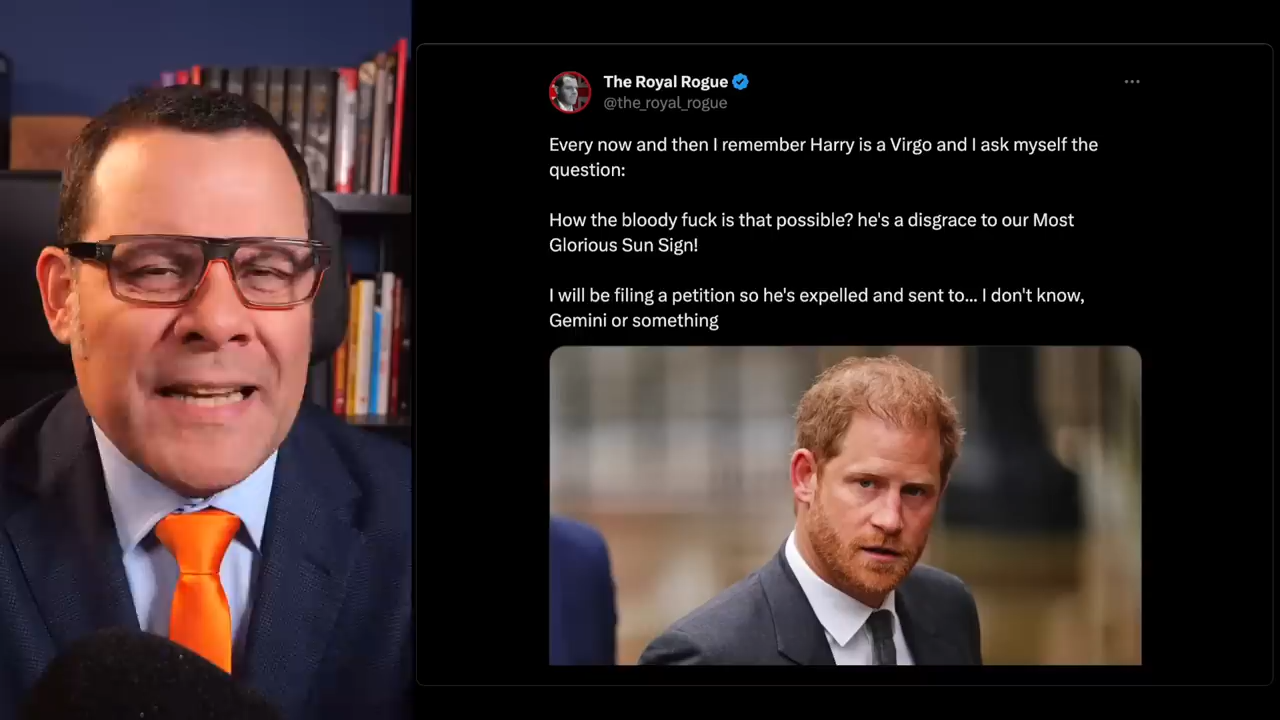 The Royal Rogue
@the_royal_rogue
Every now and then I remember Harry is a Virgo and I ask myself the
question:
How the bloody fuck is that possible? he's a disgrace to our Most
Glorious Sun Sign!
I will be filing a petition so he's expelled and sent to... I don't know,
Gemini or something